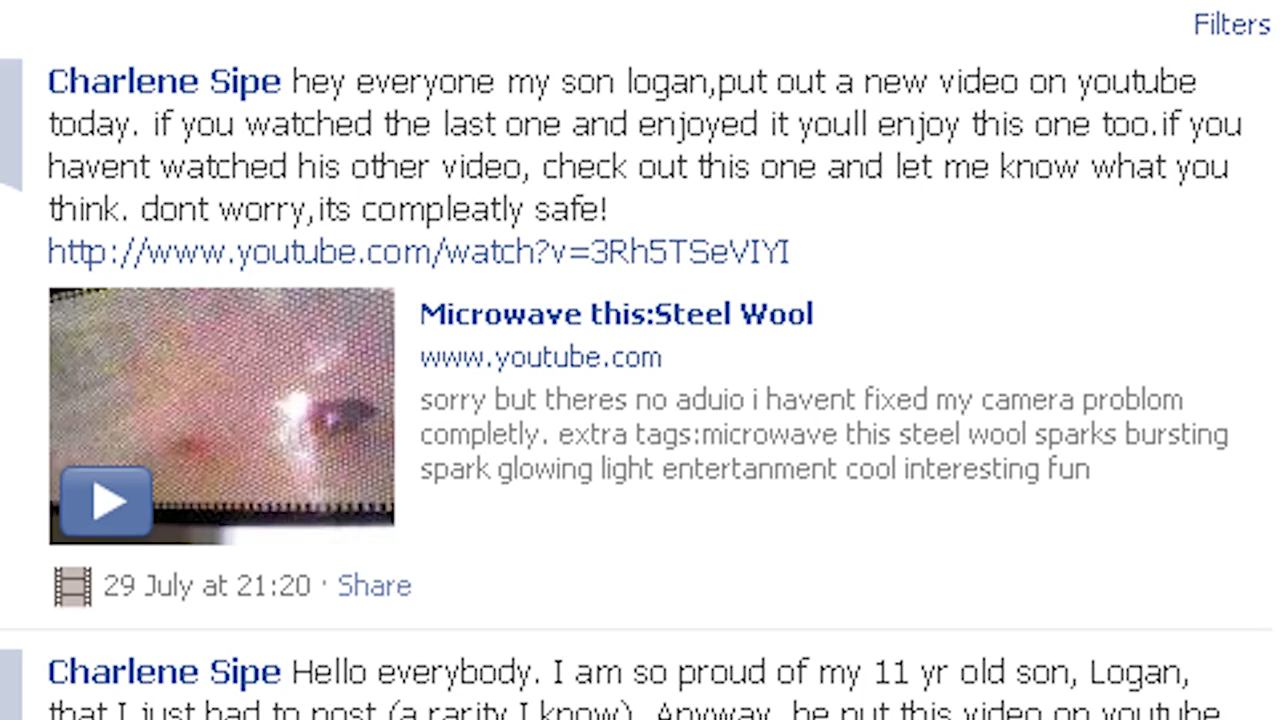 Filters
Charlene Sipe hey everyone my son logan,put out a new video on youtube
today. if you watched the last one and enjoyed it youll enjoy this one too.if you
havent watched his other video, check out this one and let me know what you
think. dont worry,its compleatly safe!
http://www.youtube.com/watch?v=3Rh5TSeVIYI
Microwave this:Steel Wool
www.youtube.com
sorry but theres no aduio i havent fixed my camera problom
completly. extra tags:microwave this steel wool sparks bursting
spark glowing light entertanment cool interesting fun
29 July at 21:20 · Share
Charlene Sipe Hello everybody. I am so proud of my 11 yr old son, Logan,
that I just had to post (a rarity I know). Anyway, he put this video on youtube